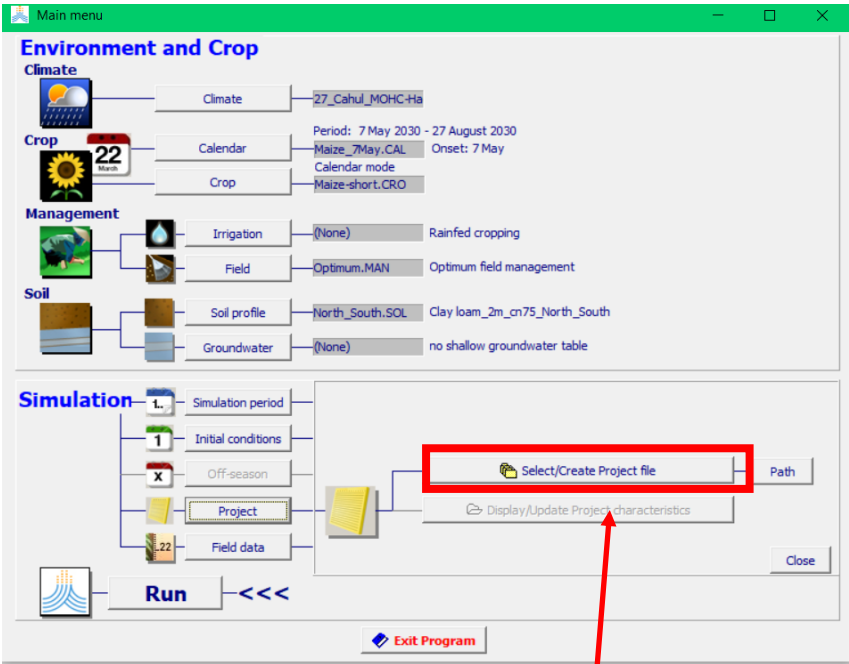 Main menu
Environment and Crop
Climate
Climate
27_Cahul_MOHC-Ha
Period: 7 May 2030 - 27 August 2030
Crop
22
March
Calendar
Maize_7May.CAL
Onset: 7 May
Calendar mode
Crop
Maize-short.CRO
Management
Irrigation
(None)
Rainfed cropping
Field
Optimum.MAN
Optimum field management
Soil
Soil profile
North_South.SOL
Clay loam_2m_cn75_North_South
Groundwater
(None)
no shallow groundwater table
Simulation
1..
Simulation period
1
Initial conditions
X
Off-season
Select/Create Project file
Path
Project
Display/Update Project characteristics
..22
Field data
Close
Run
<<<
Exit Program